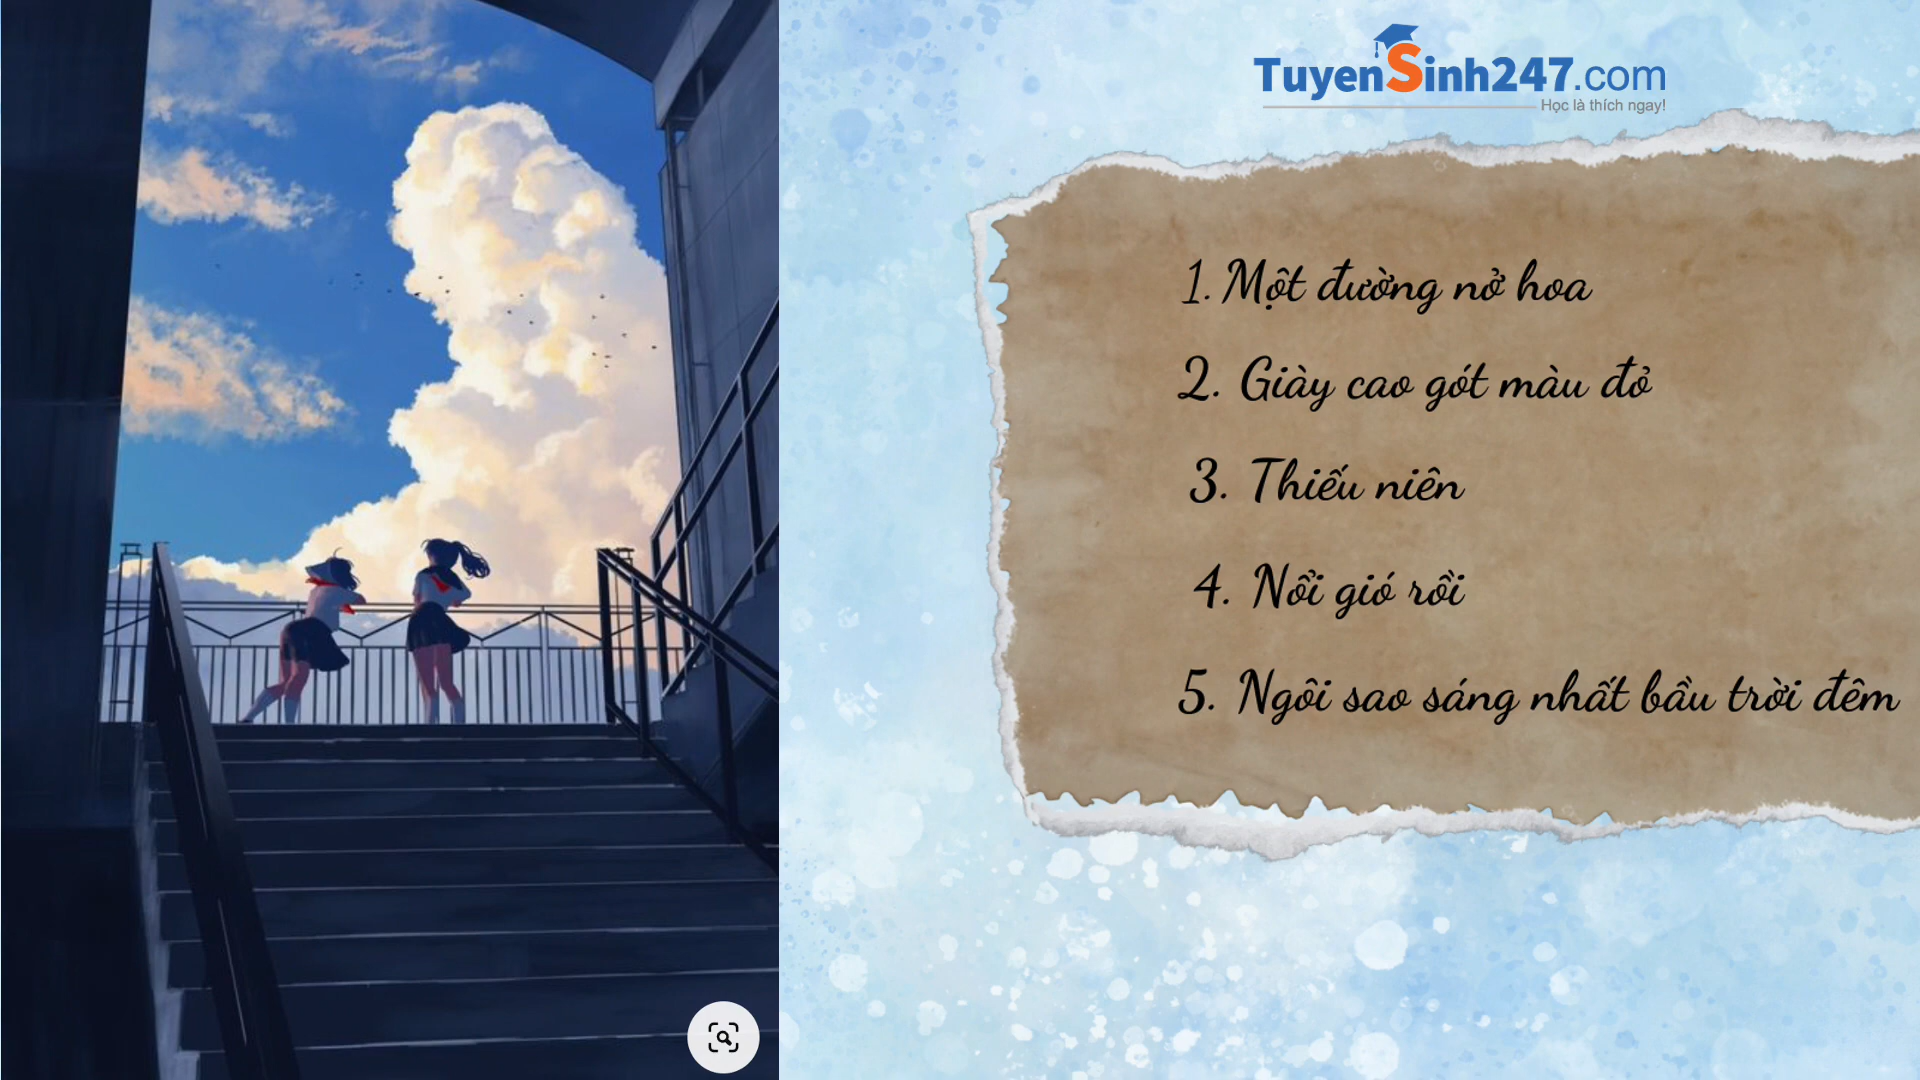 TuyenSinh247.com
Học là thích ngay!
1. Một đường nở hoa
2. Giày cao gót màu đỏ
3. Thiếu niên
4. Nổi gió rồi
5. Ngôi sao sáng nhất bầu trời đêm